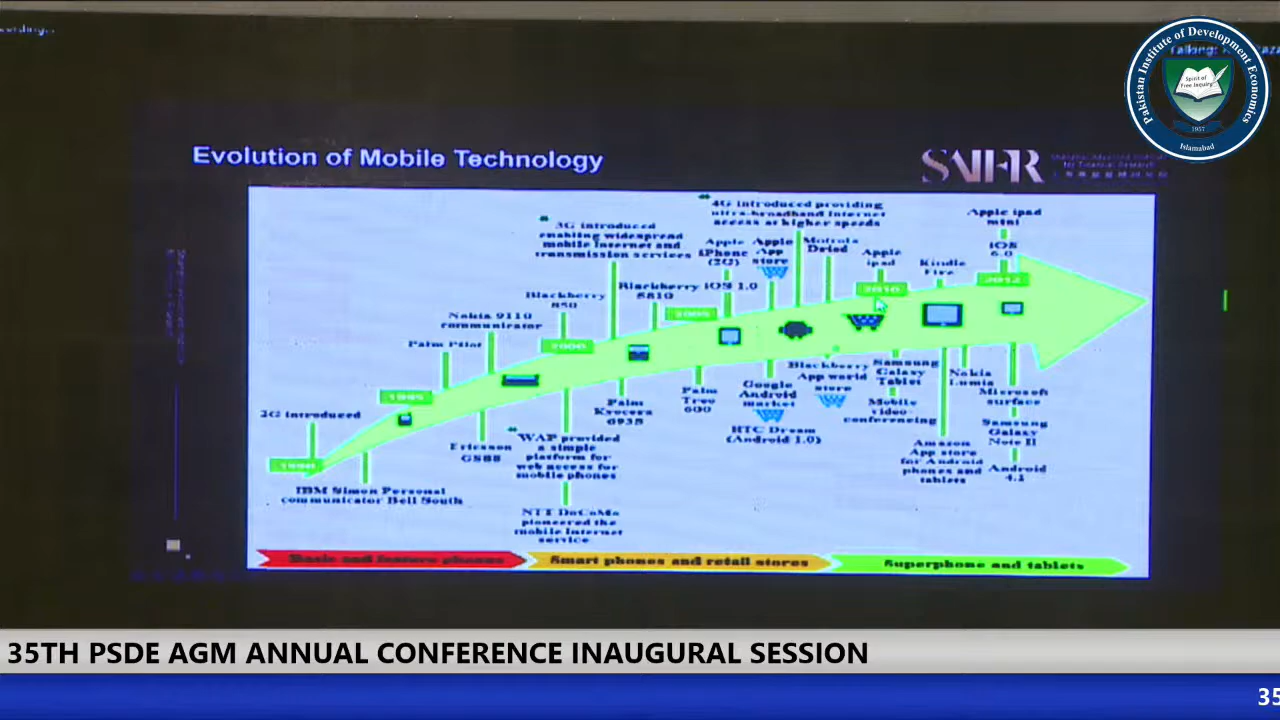 Pakistan Institute of Development Economics
Spirit of
Free Inquiry
1957
Islamabad
Talking:
Evolution of Mobile Technology
SAIFR
3G introduced
enabling widespread
mobile Internet and
transmission services
4G introduced providing
ultra-broadband Internet
access at higher speeds
Apple ipad
mini
iOS
6.0
Apple
iPhone
(2G)
iOS 1.0
Apple
App
store
Motrola
Dried
Apple
ipad
Kindle
Fire
Blackberry
850
Blackberry
5810
Nokia 9110
communicator
Palm Pilot
2G introduced
1990
1995
2000
2005
2010
2012
IBM Simon Personal
communicator Bell South
Ericsson
GS88
WAP provided
a simple
platform for
web access for
mobile phones
NTT DoCoMo
pioneered the
mobile Internet
service
Palm
Kyocera
6035
Palm
Treo
600
Google
Android
market
HTC Dream
(Android 1.0)
Blackberry
App world
store
Samsung
Galaxy
Tablet
Mobile
video-
conferencing
Amazon
App store
for Android
phones and
tablets
Nokia
Lumia
Microsoft
surface
Samsung
Galaxy
Note II
Android
4.1
Basic and feature phones
Smart phones and retail stores
Superphone and tablets
35TH PSDE AGM ANNUAL CONFERENCE INAUGURAL SESSION
35